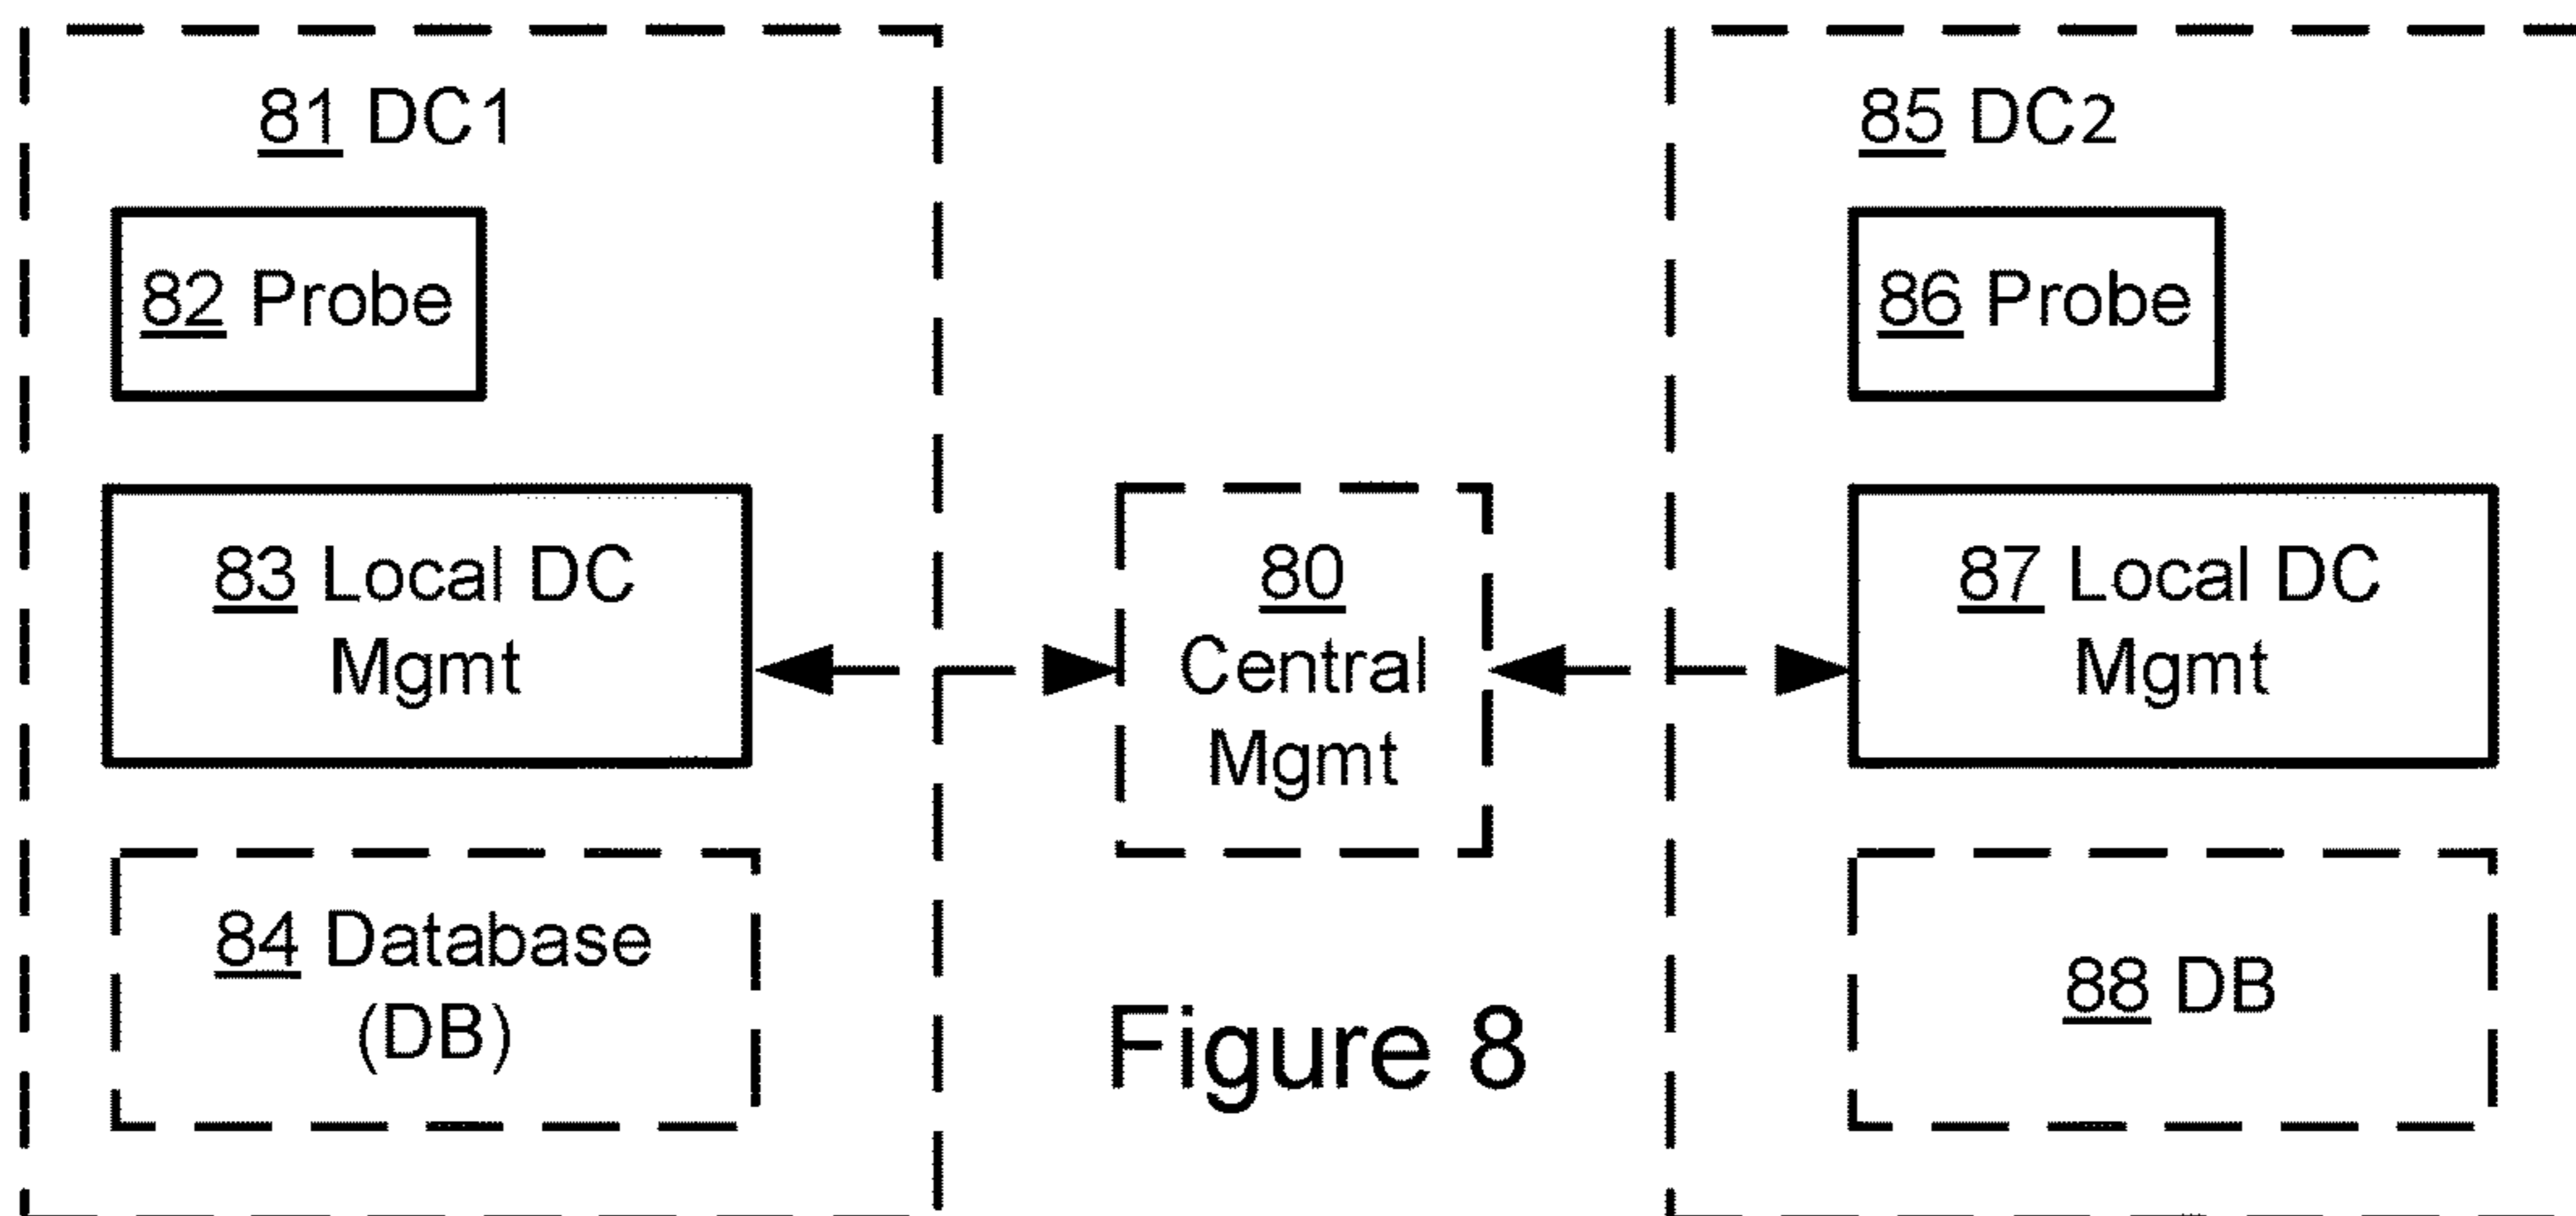 81 DC1
82 Probe
83 Local DC
Mgmt
84 Database
(DB)
80
Central
Mgmt
Figure 8
85 DC2
86 Probe
87 Local DC
Mgmt
88 DB